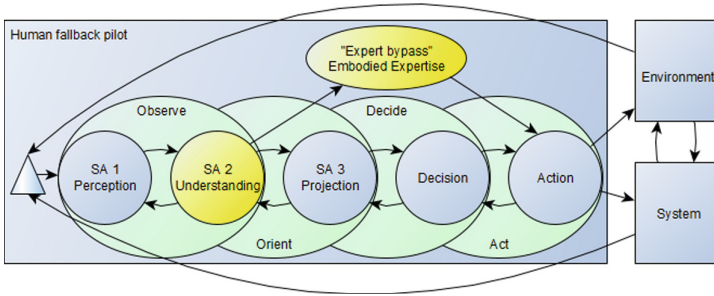 Human fallback pilot
"Expert bypass"
Embodied Expertise
Environment
Observe
Decide
SA 1
Perception
SA 2
Understanding
SA 3
Projection
Decision
Action
System
Orient
Act